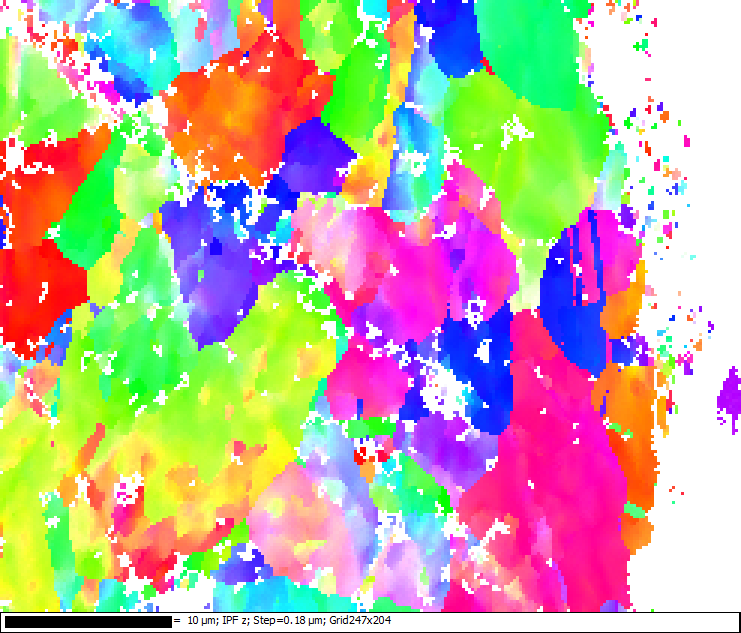 = 10 µm; IPF z; Step=0.18 µm; Grid247x204